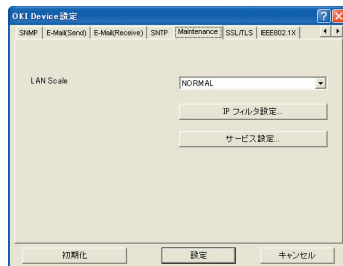 OKI Device設定
SNMP E-Mail(Send) E-Mail(Receive) SNTP Maintenance SSL/TLS IEEE802.1X
LAN Scale NORMAL
IP フィルタ設定...
サービス設定...
初期化 設定 キャンセル